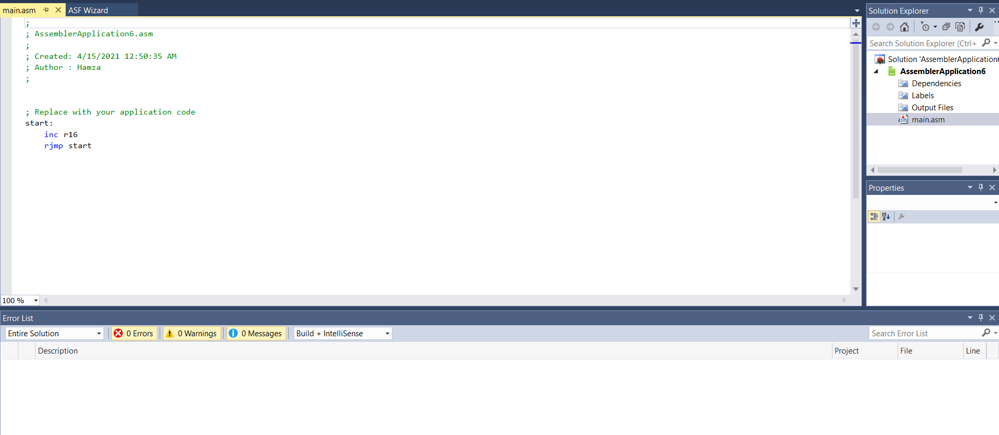 main.asm
ASF Wizard
;
; AssemblerApplication6.asm
;
; Created: 4/15/2021 12:50:35 AM
; Author : Hamza
;
; Replace with your application code
start:
inc r16
rjmp start
100 %
Solution Explorer
Search Solution Explorer (Ctrl+
Solution 'AssemblerApplication6
AssemblerApplication6
Dependencies
Labels
Output Files
asm main.asm
Properties
Error List
Entire Solution
0 Errors
0 Warnings
0 Messages
Build + IntelliSense
Search Error List
Description
Project
File
Line